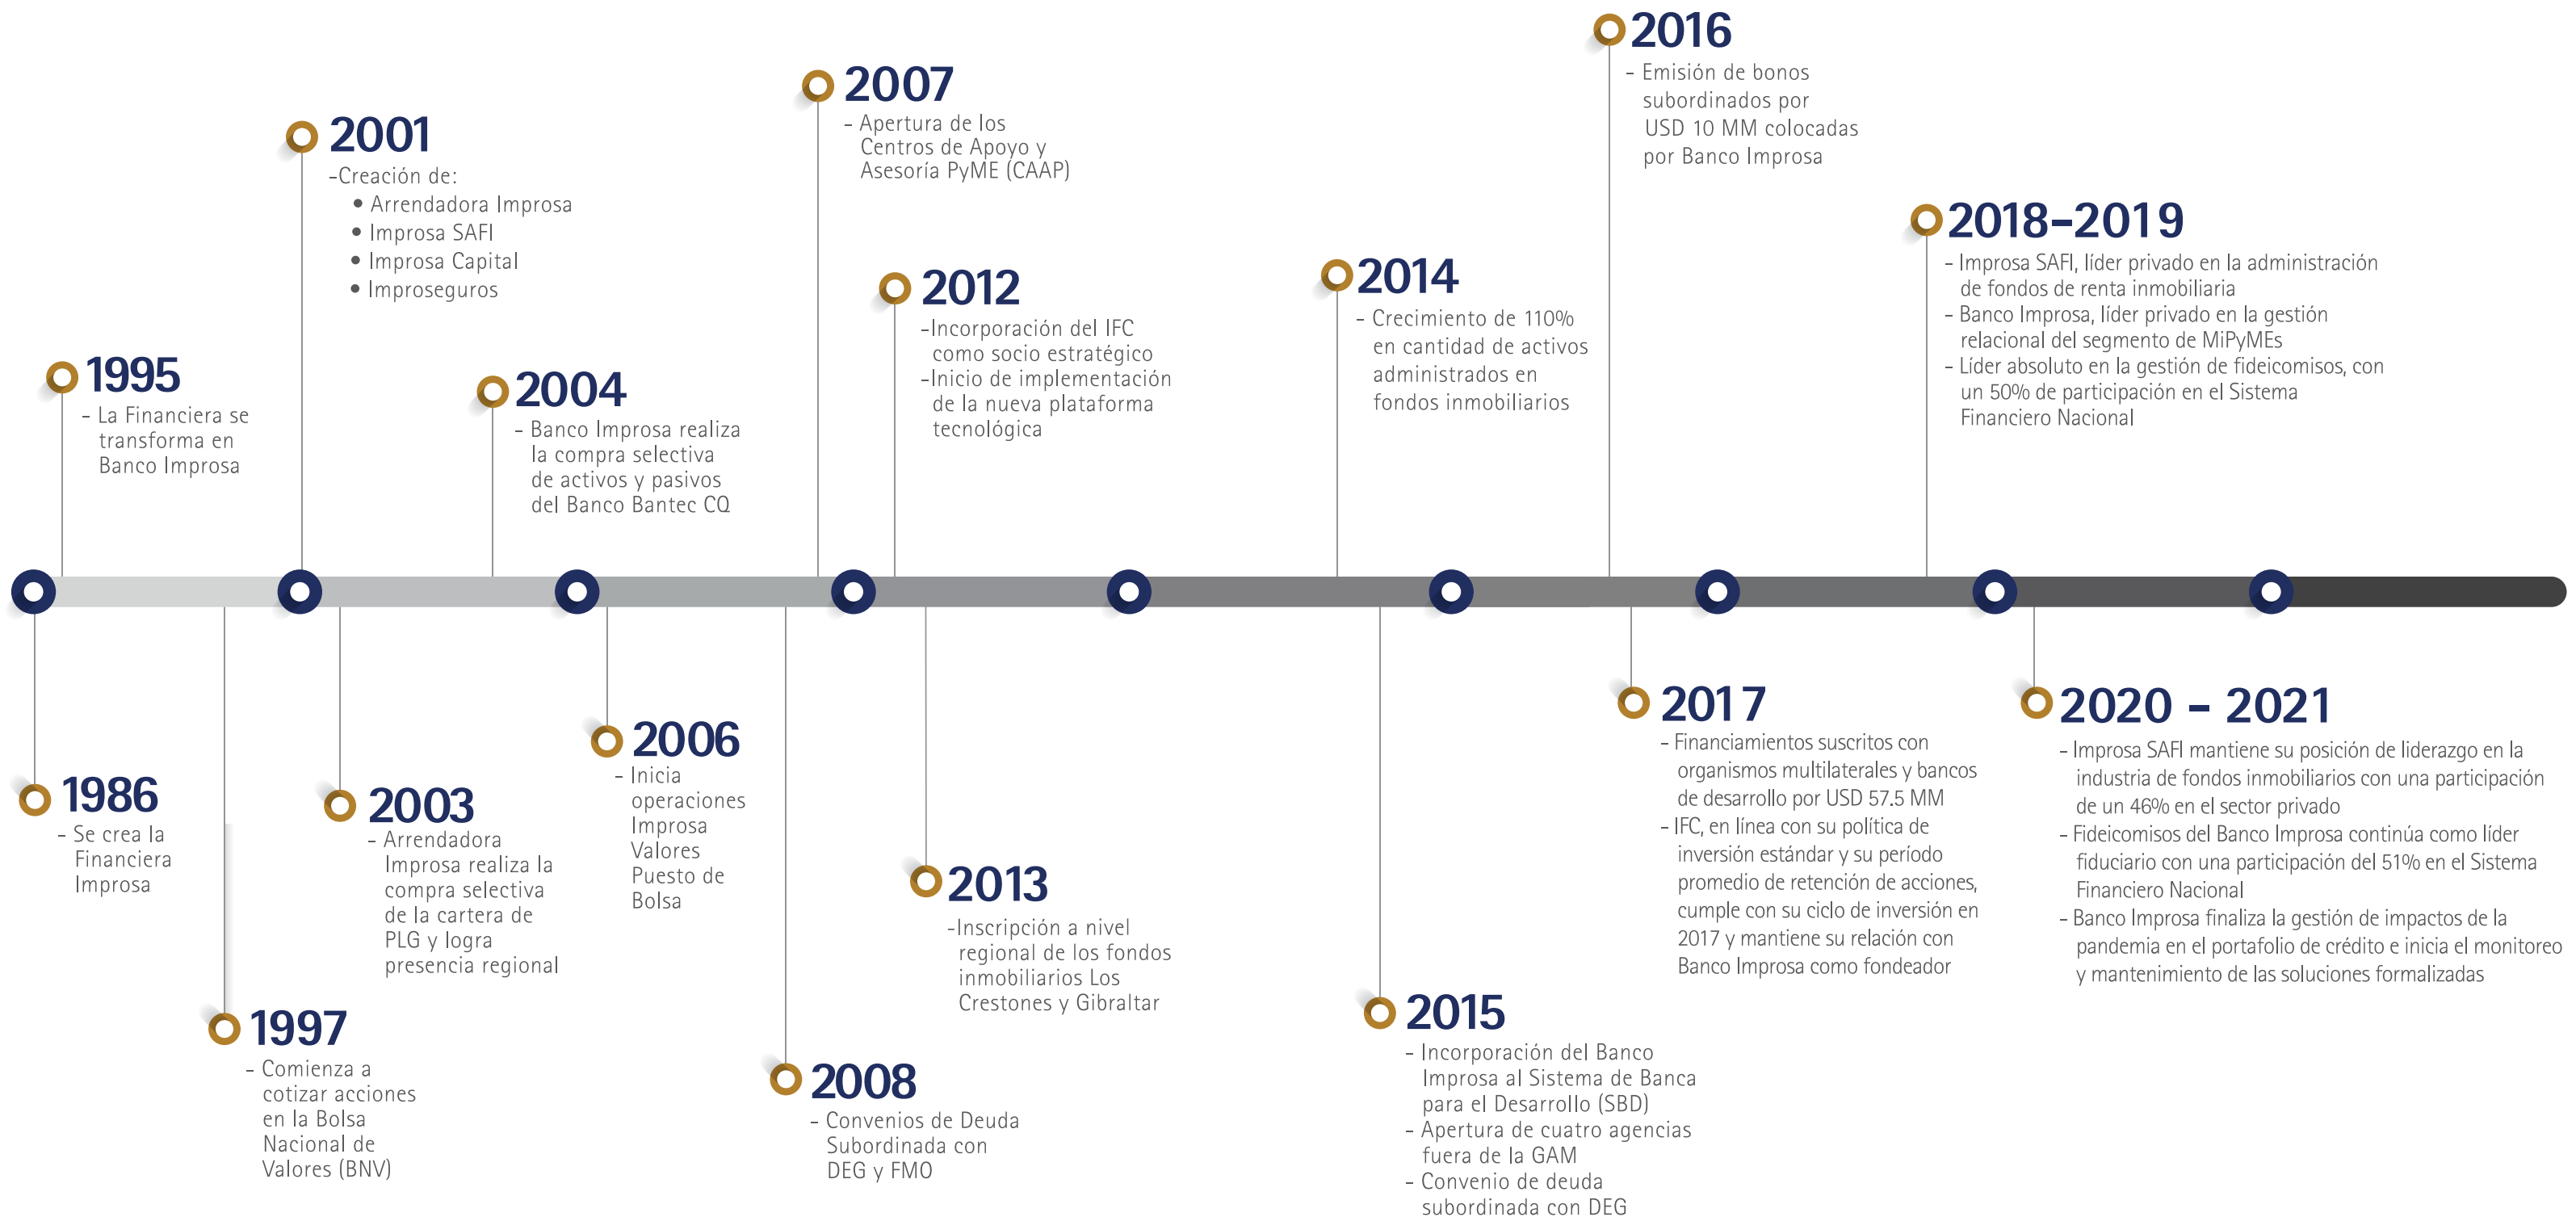 1986
- Se crea la
Financiera
Improsa
1995
- La Financiera se
transforma en
Banco Improsa
1997
- Comienza a
cotizar acciones
en la Bolsa
Nacional de
Valores (BNV)
2001
-Creación de:
• Arrendadora Improsa
• Improsa SAFI
• Improsa Capital
• Improseguros
2003
- Arrendadora
Improsa realiza la
compra selectiva
de la cartera de
PLG y logra
presencia regional
2004
- Banco Improsa realiza
la compra selectiva
de activos y pasivos
del Banco Bantec CQ
2006
- Inicia
operaciones
Improsa
Valores
Puesto de
Bolsa
2007
- Apertura de los
Centros de Apoyo y
Asesoría PyME (CAAP)
2008
- Convenios de Deuda
Subordinada con
DEG y FMO
2012
-Incorporación del IFC
como socio estratégico
-Inicio de implementación
de la nueva plataforma
tecnológica
2013
-Inscripción a nivel
regional de los fondos
inmobiliarios Los
Crestones y Gibraltar
2014
- Crecimiento de 110%
en cantidad de activos
administrados en
fondos inmobiliarios
2015
- Incorporación del Banco
Improsa al Sistema de Banca
para el Desarrollo (SBD)
- Apertura de cuatro agencias
fuera de la GAM
- Convenio de deuda
subordinada con DEG
2016
- Emisión de bonos
subordinados por
USD 10 MM colocadas
por Banco Improsa
2017
- Financiamientos suscritos con
organismos multilaterales y bancos
de desarrollo por USD 57.5 MM
- IFC, en línea con su política de
inversión estándar y su período
promedio de retención de acciones,
cumple con su ciclo de inversión en
2017 y mantiene su relación con
Banco Improsa como fondeador
2018-2019
- Improsa SAFI, líder privado en la administración
de fondos de renta inmobiliaria
- Banco Improsa, líder privado en la gestión
relacional del segmento de MiPyMEs
- Líder absoluto en la gestión de fideicomisos, con
un 50% de participación en el Sistema
Financiero Nacional
2020 - 2021
- Improsa SAFI mantiene su posición de liderazgo en la
industria de fondos inmobiliarios con una participación
de un 46% en el sector privado
- Fideicomisos del Banco Improsa continúa como líder
fiduciario con una participación del 51% en el Sistema
Financiero Nacional
- Banco Improsa finaliza la gestión de impactos de la
pandemia en el portafolio de crédito e inicia el monitoreo
y mantenimiento de las soluciones formalizadas